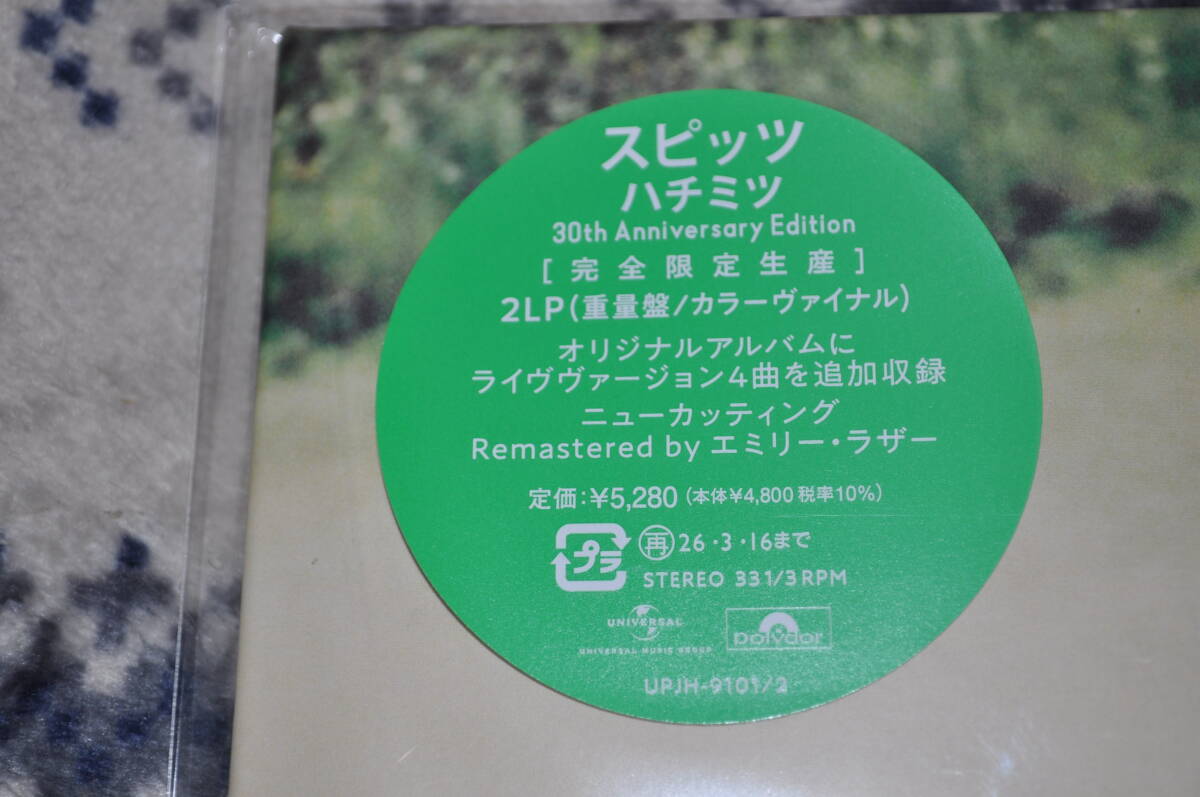 スピッツ
ハチミツ
30th Anniversary Edition
[完全限定生産]
2LP(重量盤/カラーヴァイナル)
オリジナルアルバムに
ライヴヴァージョン4曲を追加収録
ニューカッティング
Remastered by エミリー・ラザー
定価:¥5,280 (本体¥4,800 税率10%)
プラ 再 26・3・16まで
STEREO 33 1/3 RPM
UNIVERSAL polydor
UNIVERSAL MUSIC GROUP
UPJH-9101/2